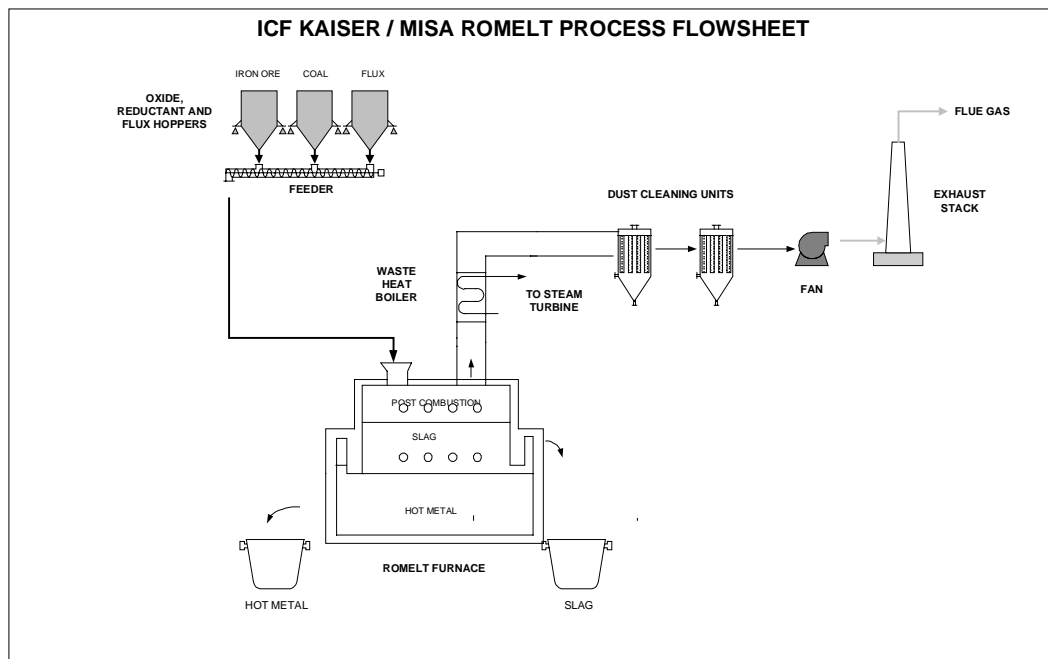 ICF KAISER / MISA ROMELT PROCESS FLOWSHEET
IRON ORE
COAL
FLUX
OXIDE,
REDUCTANT AND
FLUX HOPPERS
FEEDER
FLUE GAS
DUST CLEANING UNITS
EXHAUST
STACK
WASTE
HEAT
BOILER
TO STEAM
TURBINE
FAN
POST COMBUSTION
SLAG
HOT METAL
ROMELT FURNACE
HOT METAL
SLAG